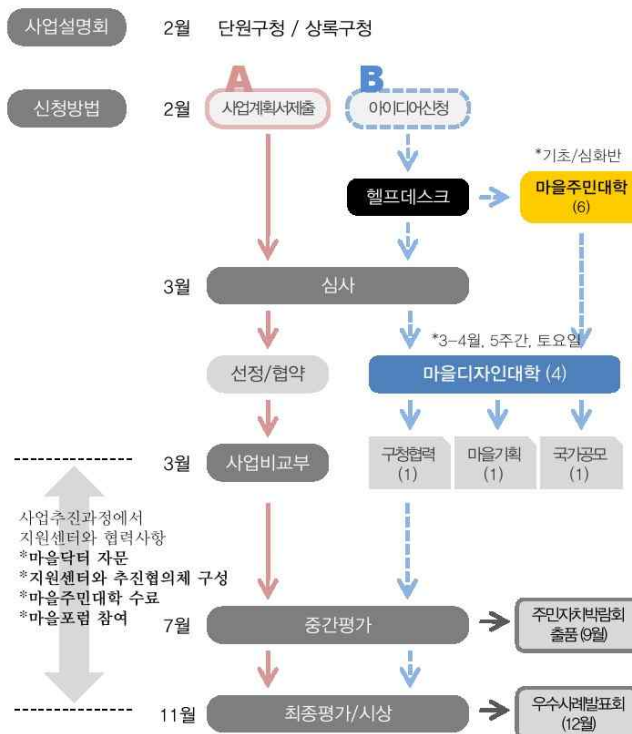 사업설명회 2월 단원구청 / 상록구청
A B
신청방법 2월 사업계획서제출 아이디어신청
*기초/심화반
헬프데스크 마을주민대학
(6)
3월 심사
*3-4월, 5주간, 토요일
선정/협약 마을디자인대학 (4)
3월 사업비교부 구청협력 마을기획 국가공모
(1) (1) (1)
사업추진과정에서
지원센터와 협력사항
*마을닥터 자문
*지원센터와 추진협의체 구성
*마을주민대학 수료
*마을포럼 참여
7월 중간평가 주민자치박람회
출품 (9월)
11월 최종평가/시상 우수사례발표회
(12월)